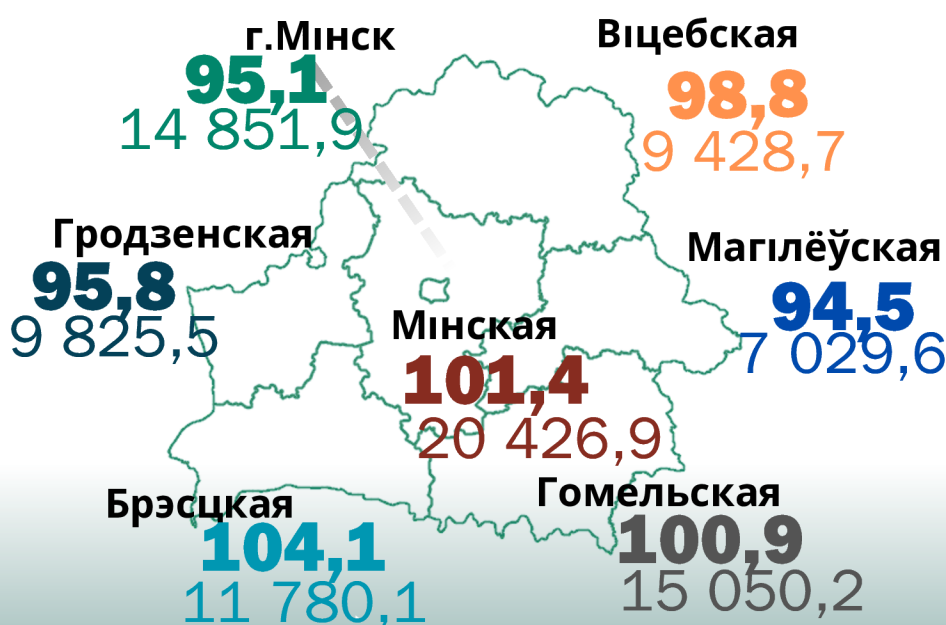 г.Мінск
95,1
14 851,9
Віцебская
98,8
9 428,7
Гродзенская
95,8
9 825,5
Магілёўская
94,5
7 029,6
Мінская
101,4
20 426,9
Брэсцкая
104,1
11 780,1
Гомельская
100,9
15 050,2